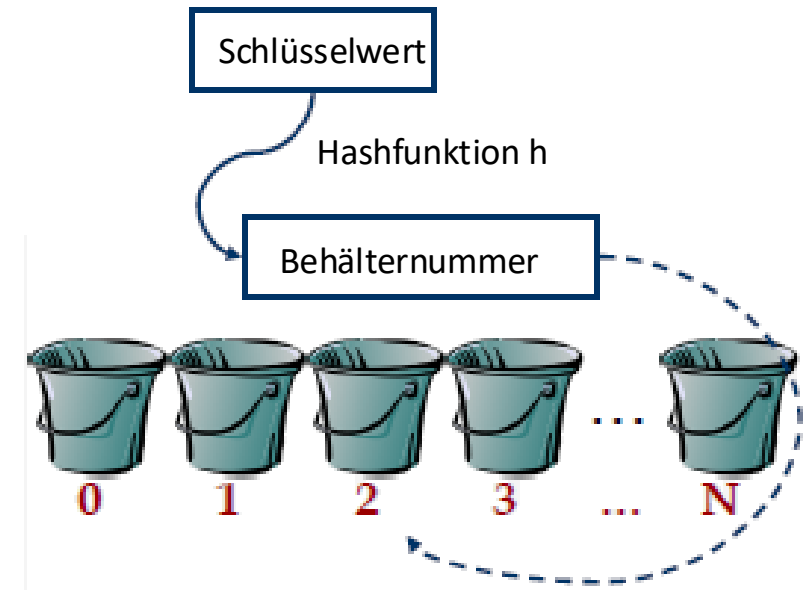 Schlüsselwert
Hashfunktion h
Behälternummer
...
0 1 2 3 ... N